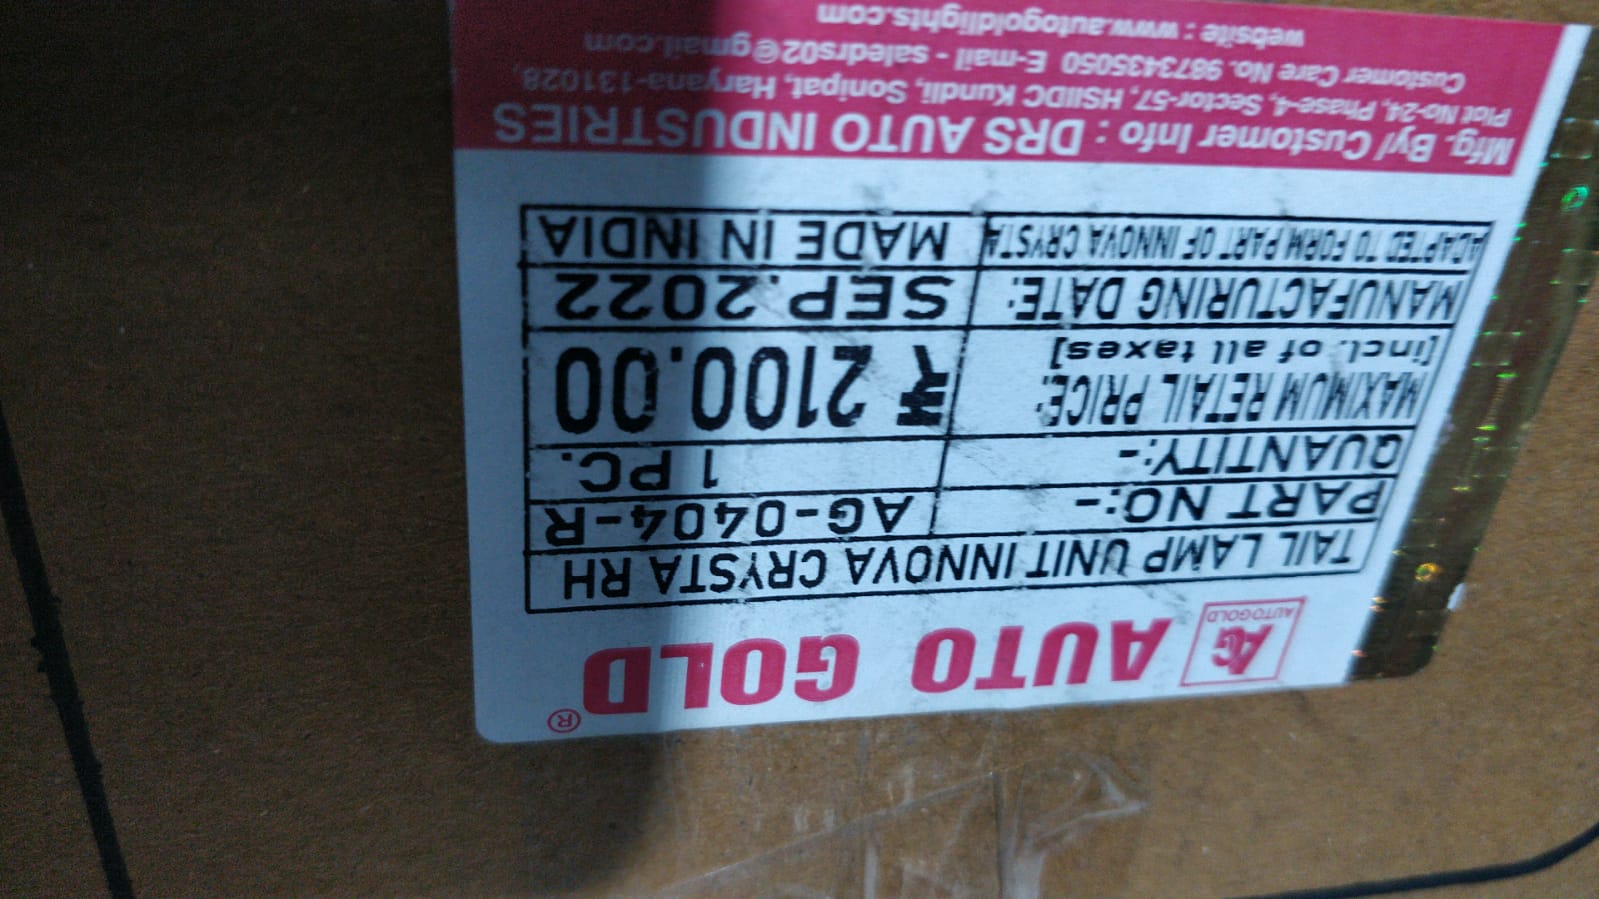 AG
AUTOGOLD
AUTO GOLD ®
TAIL LAMP UNIT INNOVA CRYSTA RH
PART NO:- AG-0404-R
QUANTITY:- 1 PC.
MAXIMUM RETAIL PRICE: ₹ 2100.00
[incl. of all taxes]
MANUFACTURING DATE: SEP.2022
ADAPTED TO FORM PART OF INNOVA CRYSTA MADE IN INDIA
Mfg. By/ Customer Info : DRS AUTO INDUSTRIES
Plot No-24, Phase-4, Sector-57, HSIIDC Kundli, Sonipat, Haryana-131028,
Customer Care No. 9873435050 E-mail - saledrs02@gmail.com
website : www.autogoldlights.com